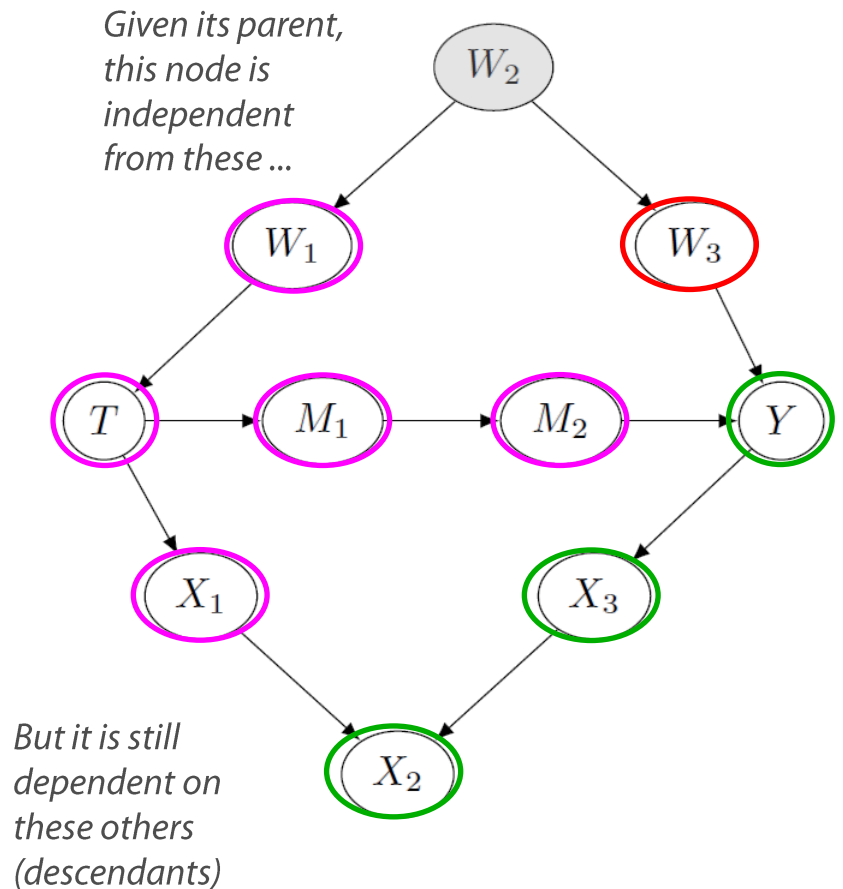 Given its parent,
this node is
independent
from these ...
W₂
W₁
W₃
T
M₁
M₂
Y
X₁
X₃
X₂
But it is still
dependent on
these others
(descendants)